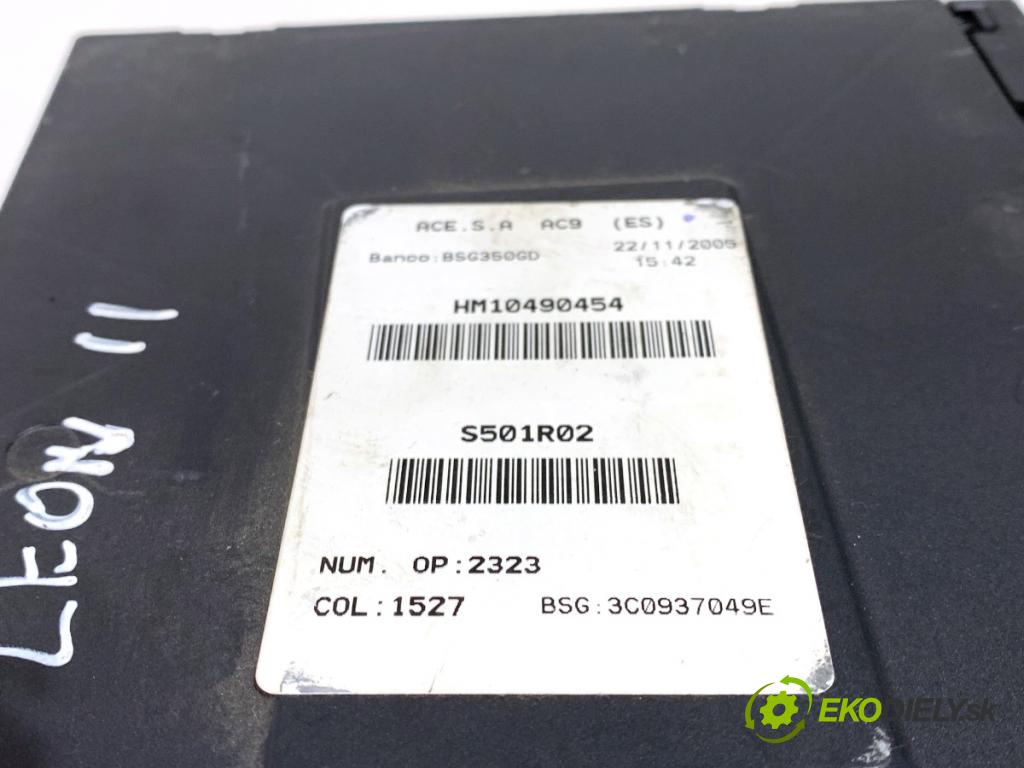 ACE.S.A AC9 (ES)
Banco:BSG350GD 22/11/2005
15:42
HM10490454
S501R02
NUM. OP:2323
COL:1527 BSG:3C0937049E
LEON II
EKODIELY.sk